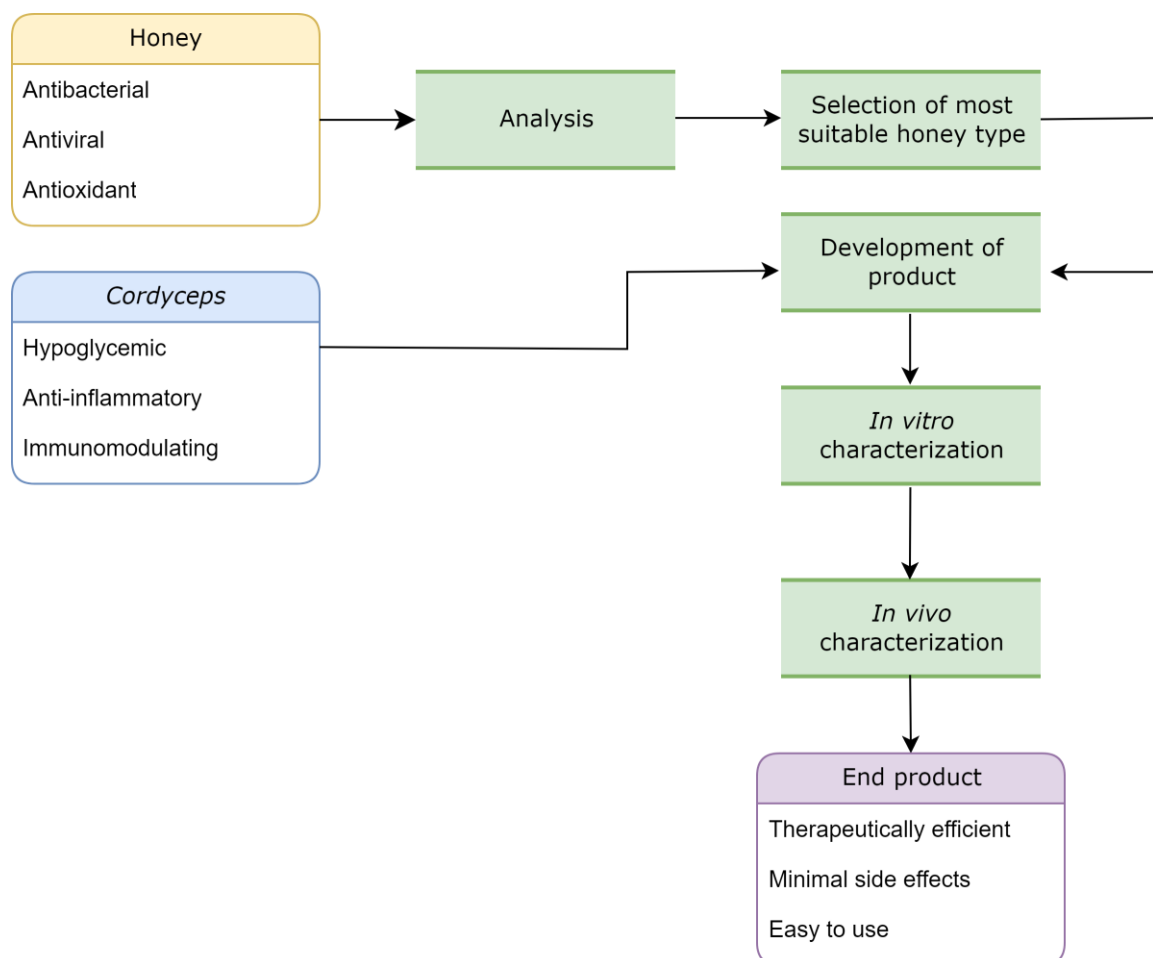 Honey
Antibacterial
Antiviral
Antioxidant
Analysis
Selection of most
suitable honey type
Cordyceps
Hypoglycemic
Anti-inflammatory
Immunomodulating
Development of
product
In vitro
characterization
In vivo
characterization
End product
Therapeutically efficient
Minimal side effects
Easy to use